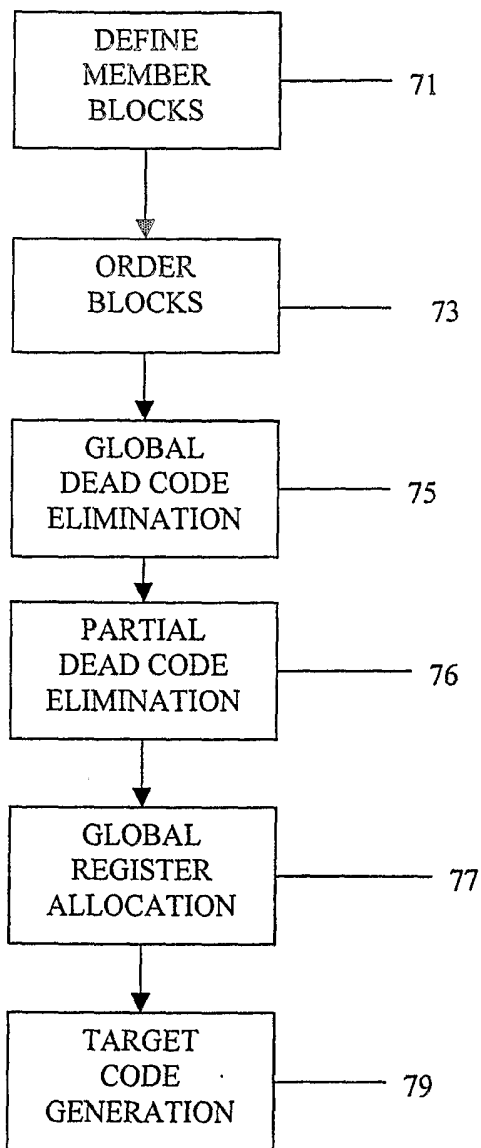 DEFINE
MEMBER
BLOCKS
71
ORDER
BLOCKS
73
GLOBAL
DEAD CODE
ELIMINATION
75
PARTIAL
DEAD CODE
ELIMINATION
76
GLOBAL
REGISTER
ALLOCATION
77
TARGET
CODE
GENERATION
79